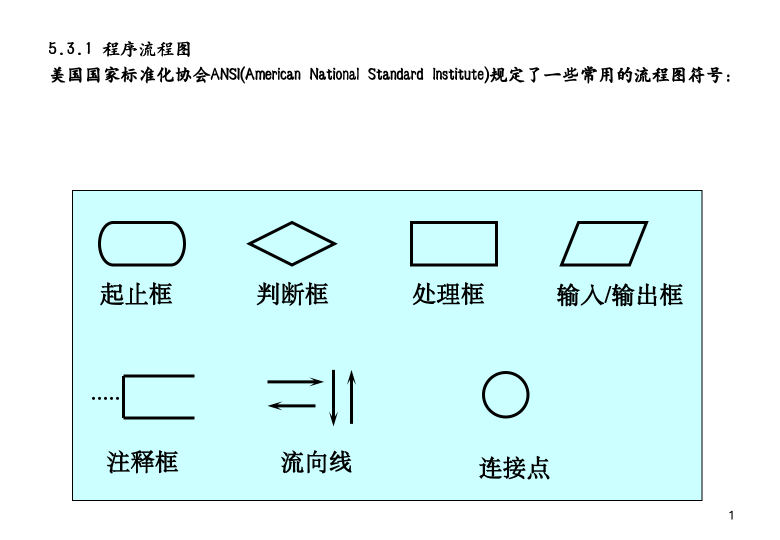 5.3.1 程序流程图
美国国家标准化协会ANSI(American National Standard Institute)规定了一些常用的流程图符号：
起止框 判断框 处理框 输入/输出框
注释框 流向线 连接点
1